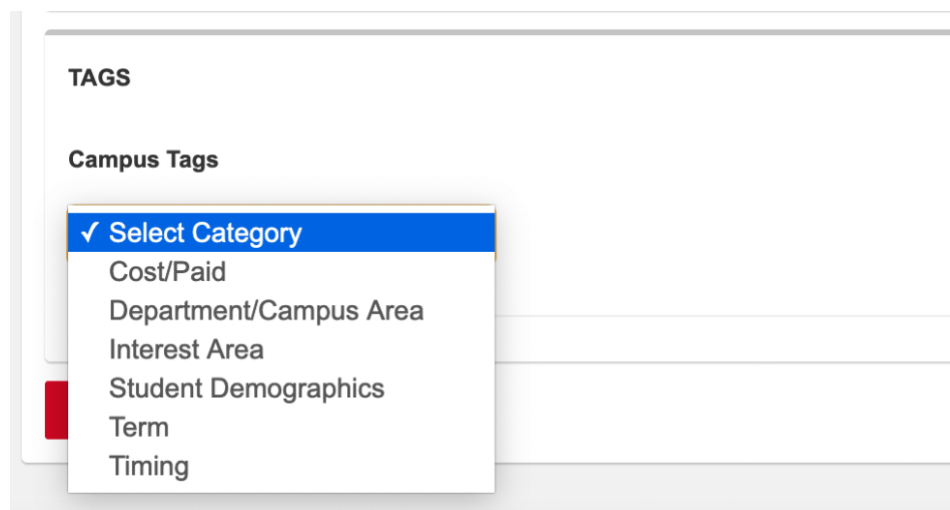 TAGS
Campus Tags
✓ Select Category
Cost/Paid
Department/Campus Area
Interest Area
Student Demographics
Term
Timing